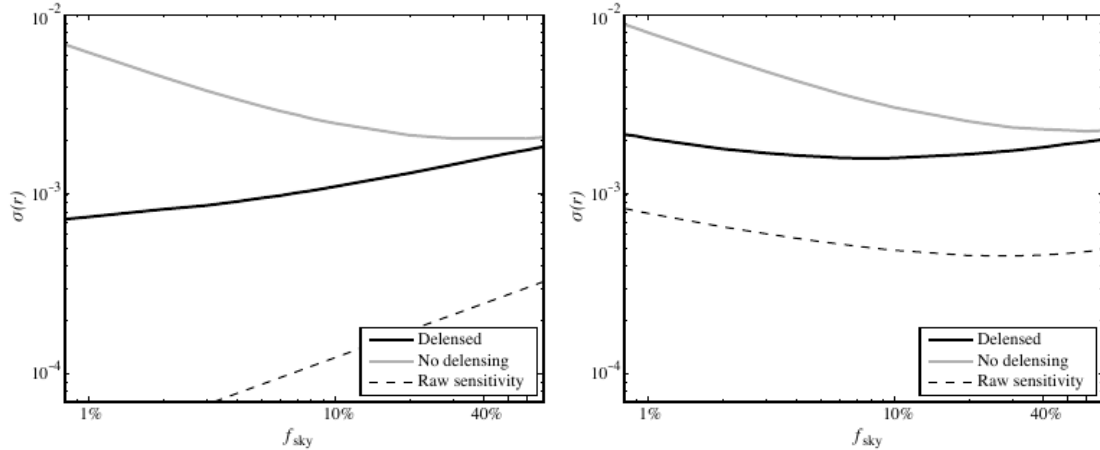 10^-2
10^-3
10^-4
σ(r)
1%
10%
40%
f_sky
Delensed
No delensing
Raw sensitivity
10^-2
10^-3
10^-4
σ(r)
1%
10%
40%
f_sky
Delensed
No delensing
Raw sensitivity